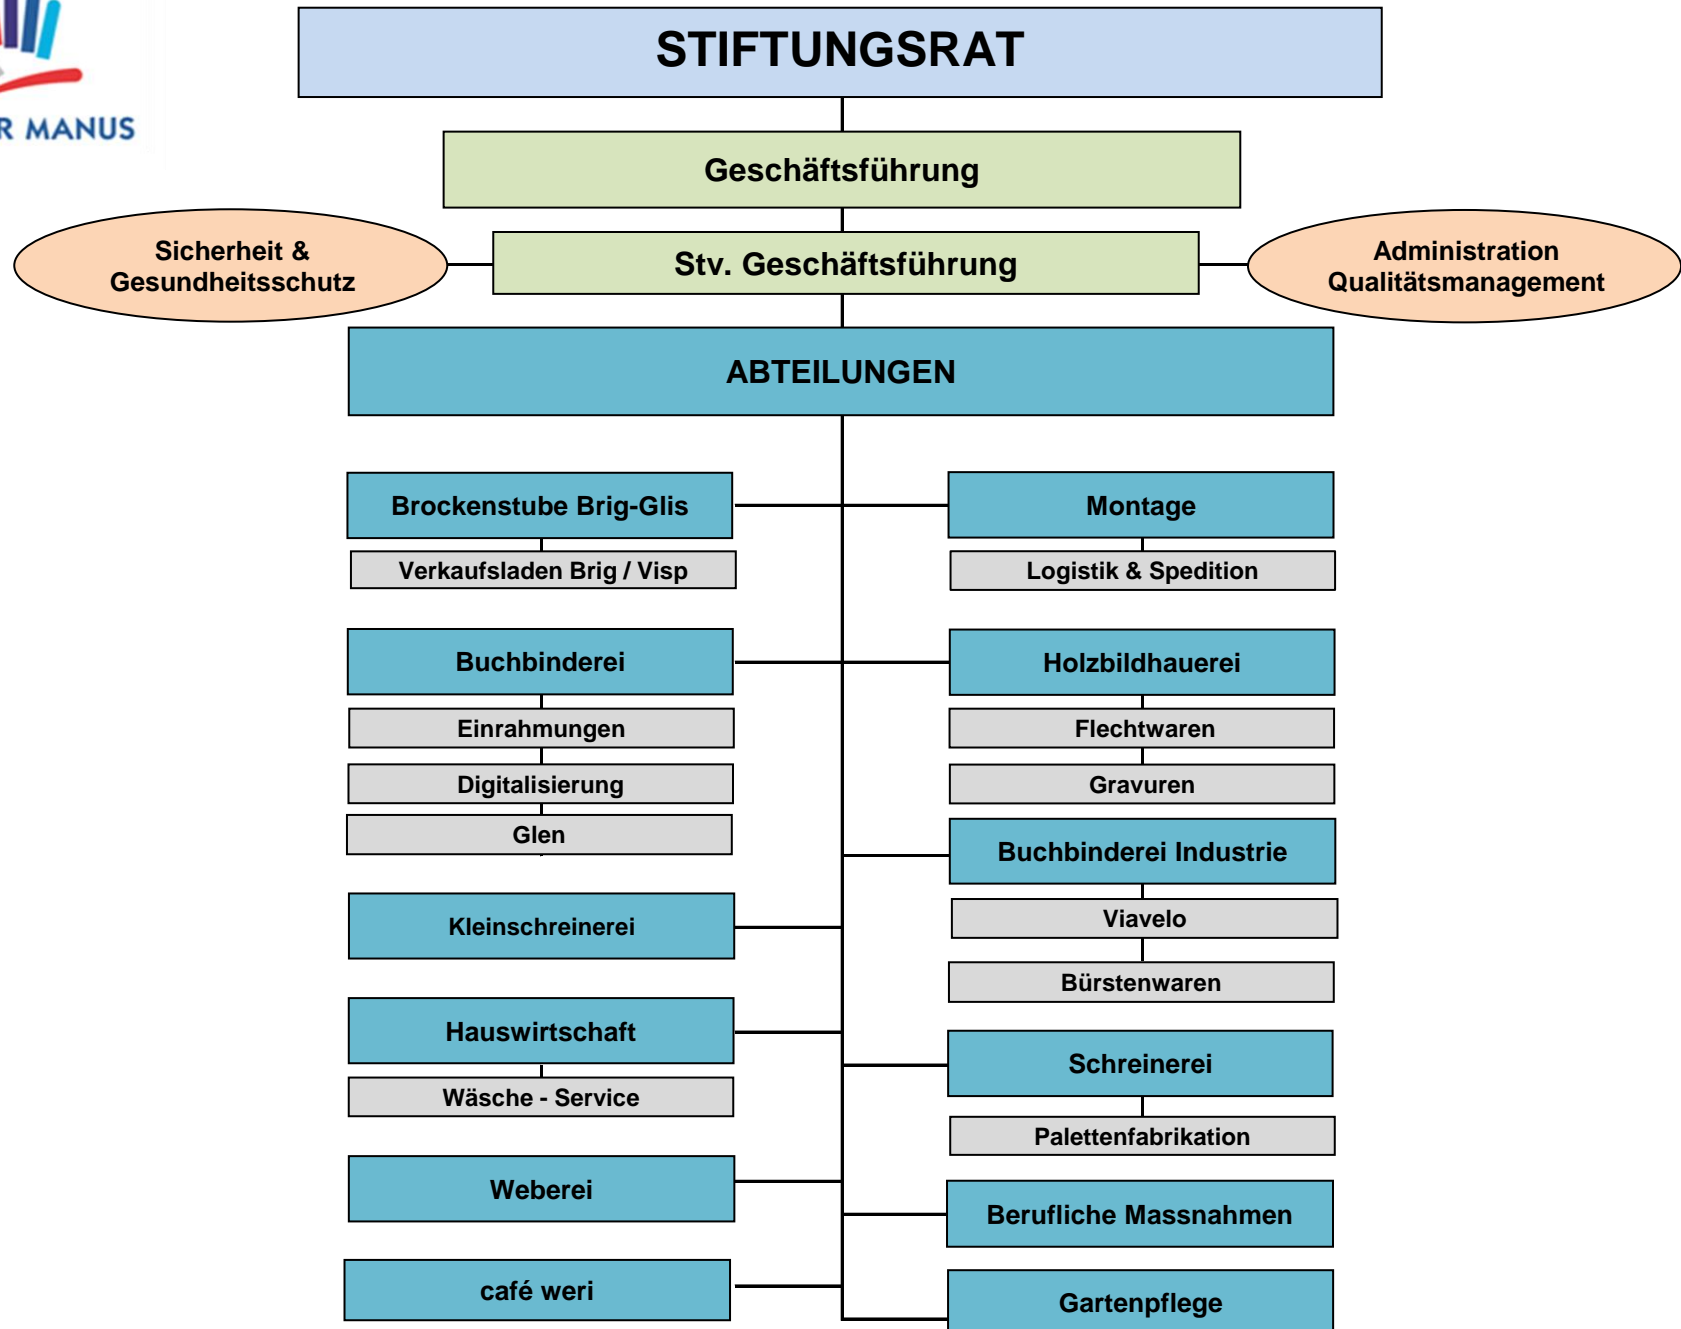 R MANUS
STIFTUNGSRAT
Geschäftsführung
Sicherheit &
Gesundheitsschutz
Stv. Geschäftsführung
Administration
Qualitätsmanagement
ABTEILUNGEN
Brockenstube Brig-Glis
Verkaufsladen Brig / Visp
Buchbinderei
Einrahmungen
Digitalisierung
Glen
Kleinschreinerei
Hauswirtschaft
Wäsche - Service
Weberei
café weri
Montage
Logistik & Spedition
Holzbildhauerei
Flechtwaren
Gravuren
Buchbinderei Industrie
Viavelo
Bürstenwaren
Schreinerei
Palettenfabrikation
Berufliche Massnahmen
Gartenpflege